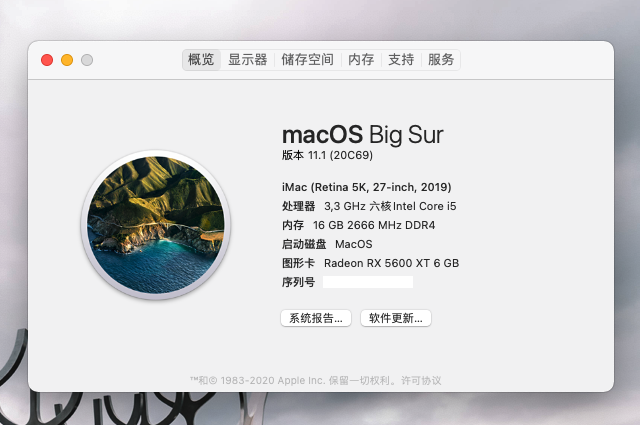 概览 显示器 储存空间 内存 支持 服务
macOS Big Sur
版本 11.1 (20C69)
iMac (Retina 5K, 27-inch, 2019)
处理器 3,3 GHz 六核Intel Core i5
内存 16 GB 2666 MHz DDR4
启动磁盘 MacOS
图形卡 Radeon RX 5600 XT 6 GB
序列号
系统报告... 软件更新...
™和© 1983-2020 Apple Inc. 保留一切权利。许可协议